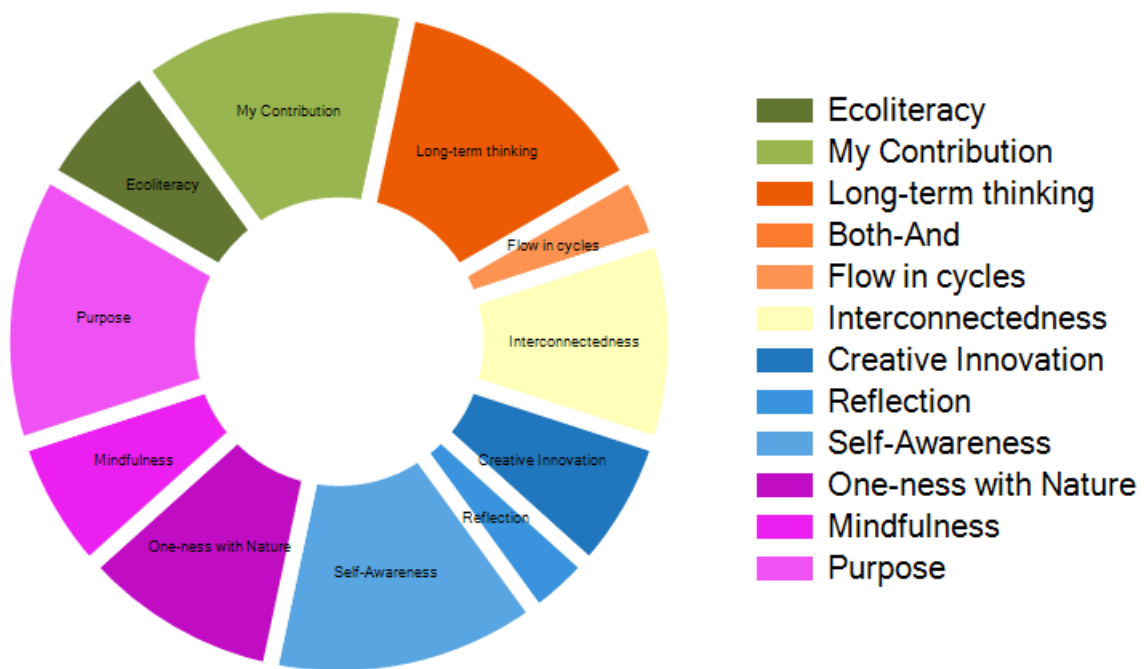 My Contribution
Long-term thinking
Ecoliteracy
Flow in cycles
Purpose
Interconnectedness
Mindfulness
Creative Innovation
Reflection
One-ness with Nature
Self-Awareness
Ecoliteracy
My Contribution
Long-term thinking
Both-And
Flow in cycles
Interconnectedness
Creative Innovation
Reflection
Self-Awareness
One-ness with Nature
Mindfulness
Purpose